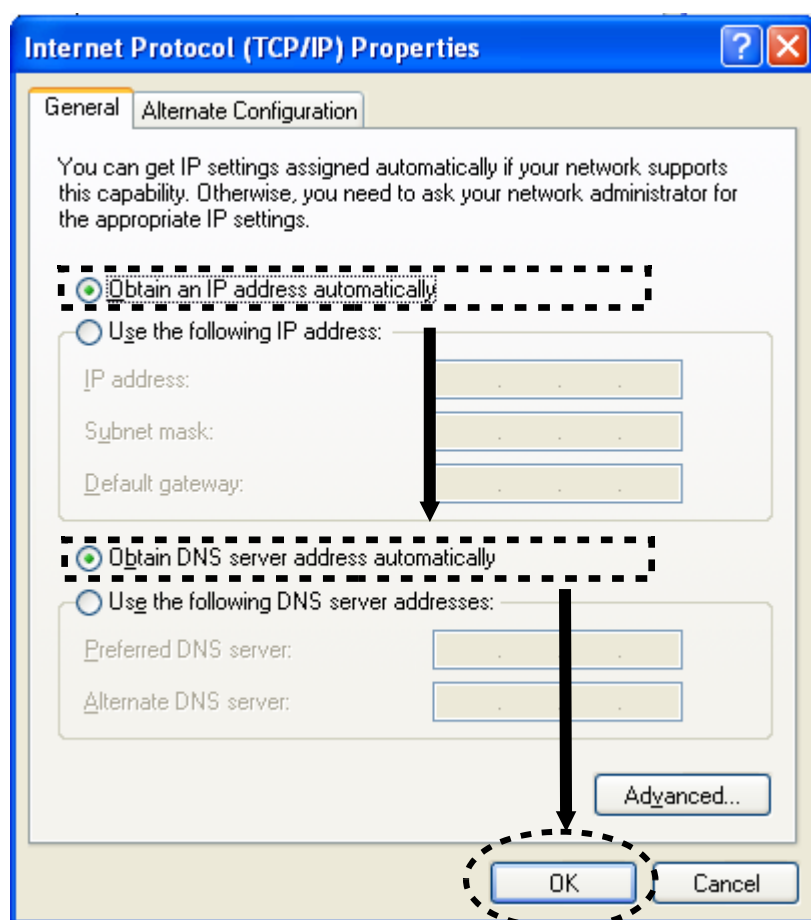 Internet Protocol (TCP/IP) Properties
General
Alternate Configuration
You can get IP settings assigned automatically if your network supports
this capability. Otherwise, you need to ask your network administrator for
the appropriate IP settings.
Obtain an IP address automatically
Use the following IP address:
IP address:
Subnet mask:
Default gateway:
Obtain DNS server address automatically
Use the following DNS server addresses:
Preferred DNS server:
Alternate DNS server:
Advanced...
OK
Cancel